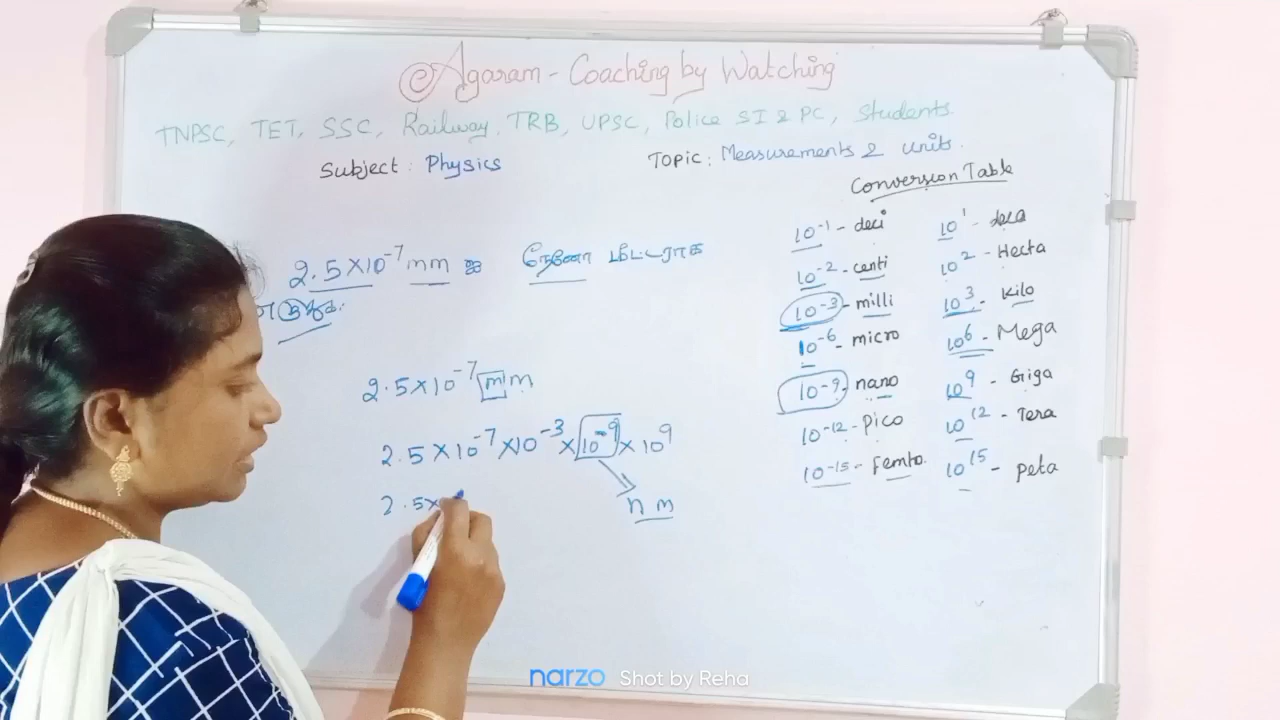 Agaram - Coaching by Watching
TNPSC, TET, SSC, Railway, TRB, UPSC, Police SI & PC, Students.
Subject : Physics
Topic : Measurements & units.
Conversion Table
10⁻¹ - deci
10¹ - deca
10⁻² - centi
10² - Hecta
10⁻³ - milli
10³ - Kilo
10⁻⁶ - micro
10⁶ - Mega
10⁻⁹ - nano
10⁹ - Giga
10⁻¹² - Pico
10¹² - Tera
10⁻¹⁵ - Femto.
10¹⁵ - peta
2.5×10⁻⁷ mm ஐ நேனோ மீட்டராக
2.5×10⁻⁷ mm
2.5×10⁻⁷×10⁻³×10⁻⁹×10⁹
nm
2.5×
narzo Shot by Reha